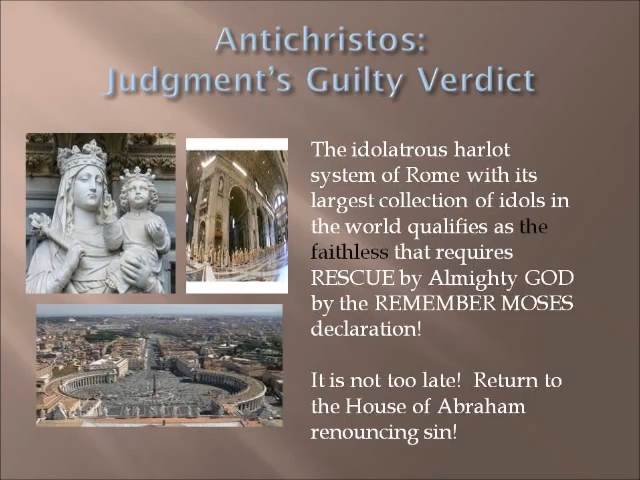 Antichristos:
Judgment's Guilty Verdict
The idolatrous harlot
system of Rome with its
largest collection of idols in
the world qualifies as the
faithless that requires
RESCUE by Almighty GOD
by the REMEMBER MOSES
declaration!
It is not too late!  Return to
the House of Abraham
renouncing sin!